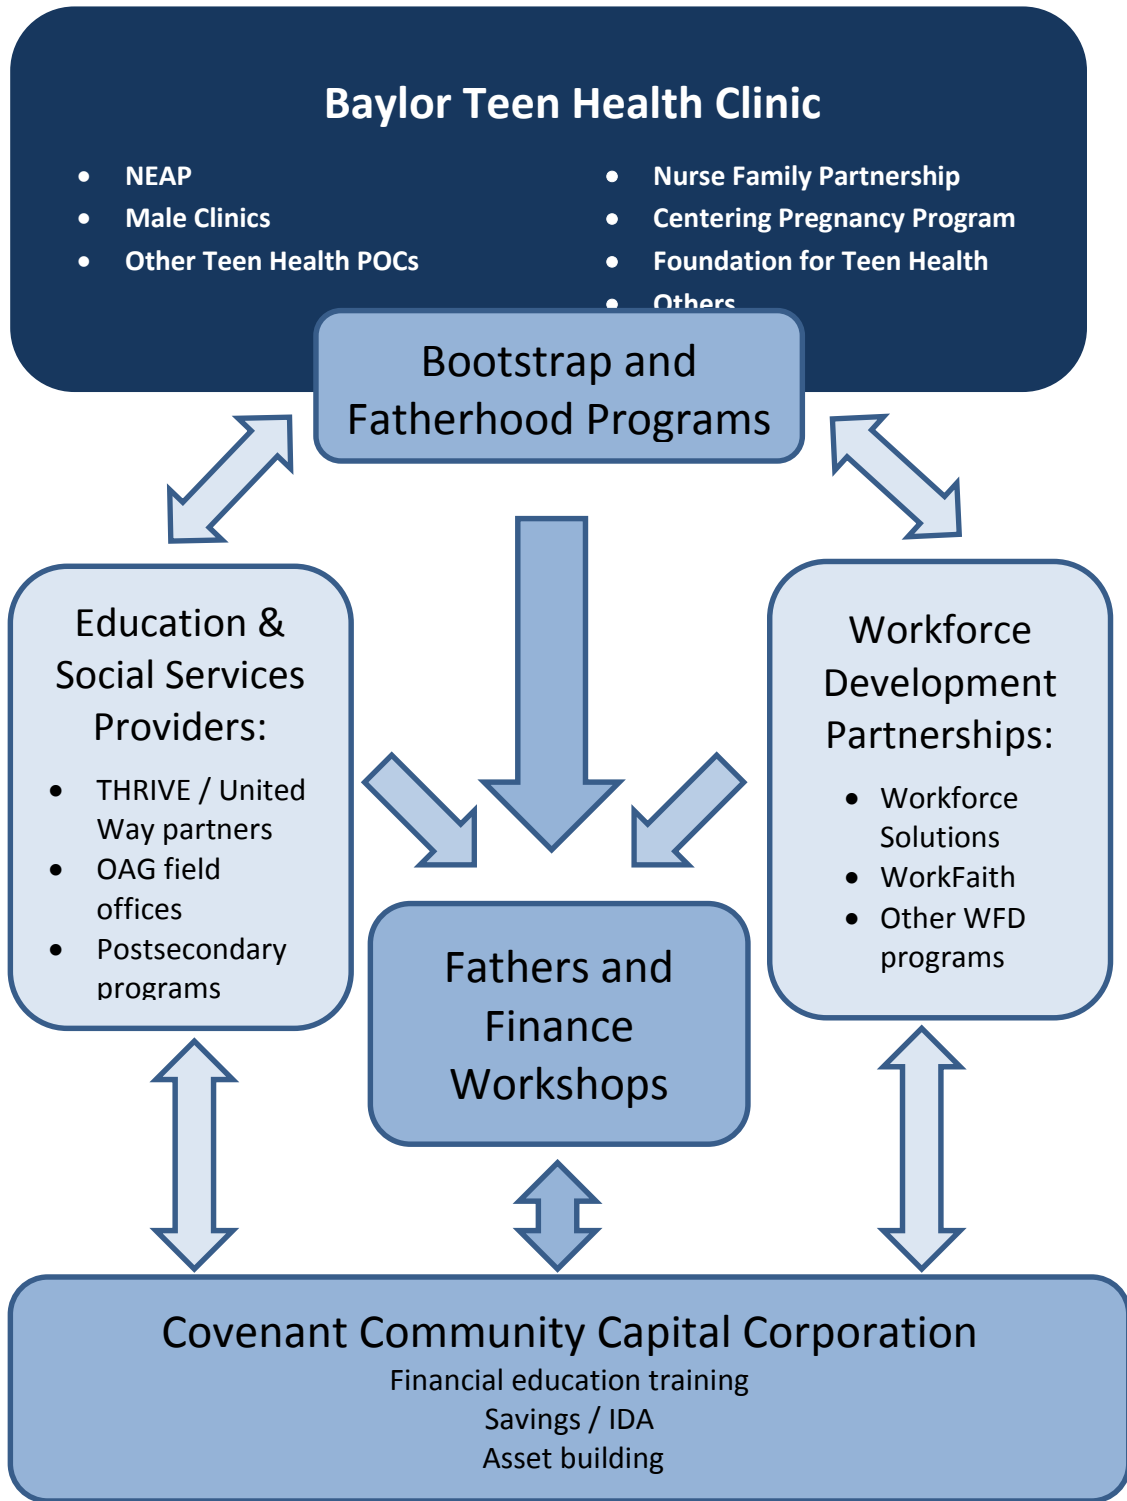 Baylor Teen Health Clinic
• NEAP
• Male Clinics
• Other Teen Health POCs
• Nurse Family Partnership
• Centering Pregnancy Program
• Foundation for Teen Health
• Others
Bootstrap and
Fatherhood Programs
Education &
Social Services
Providers:
• THRIVE / United
Way partners
• OAG field
offices
• Postsecondary
programs
Workforce
Development
Partnerships:
• Workforce
Solutions
• WorkFaith
• Other WFD
programs
Fathers and
Finance
Workshops
Covenant Community Capital Corporation
Financial education training
Savings / IDA
Asset building